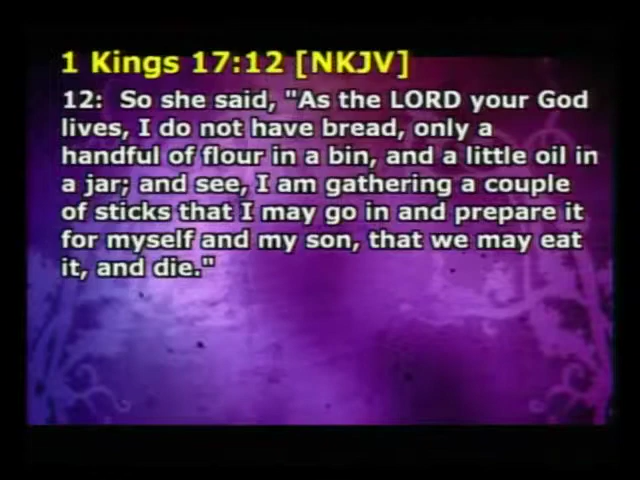 1 Kings 17:12 [NKJV]
12:  So she said, "As the LORD your God
lives, I do not have bread, only a
handful of flour in a bin, and a little oil in
a jar; and see, I am gathering a couple
of sticks that I may go in and prepare it
for myself and my son, that we may eat
it, and die."